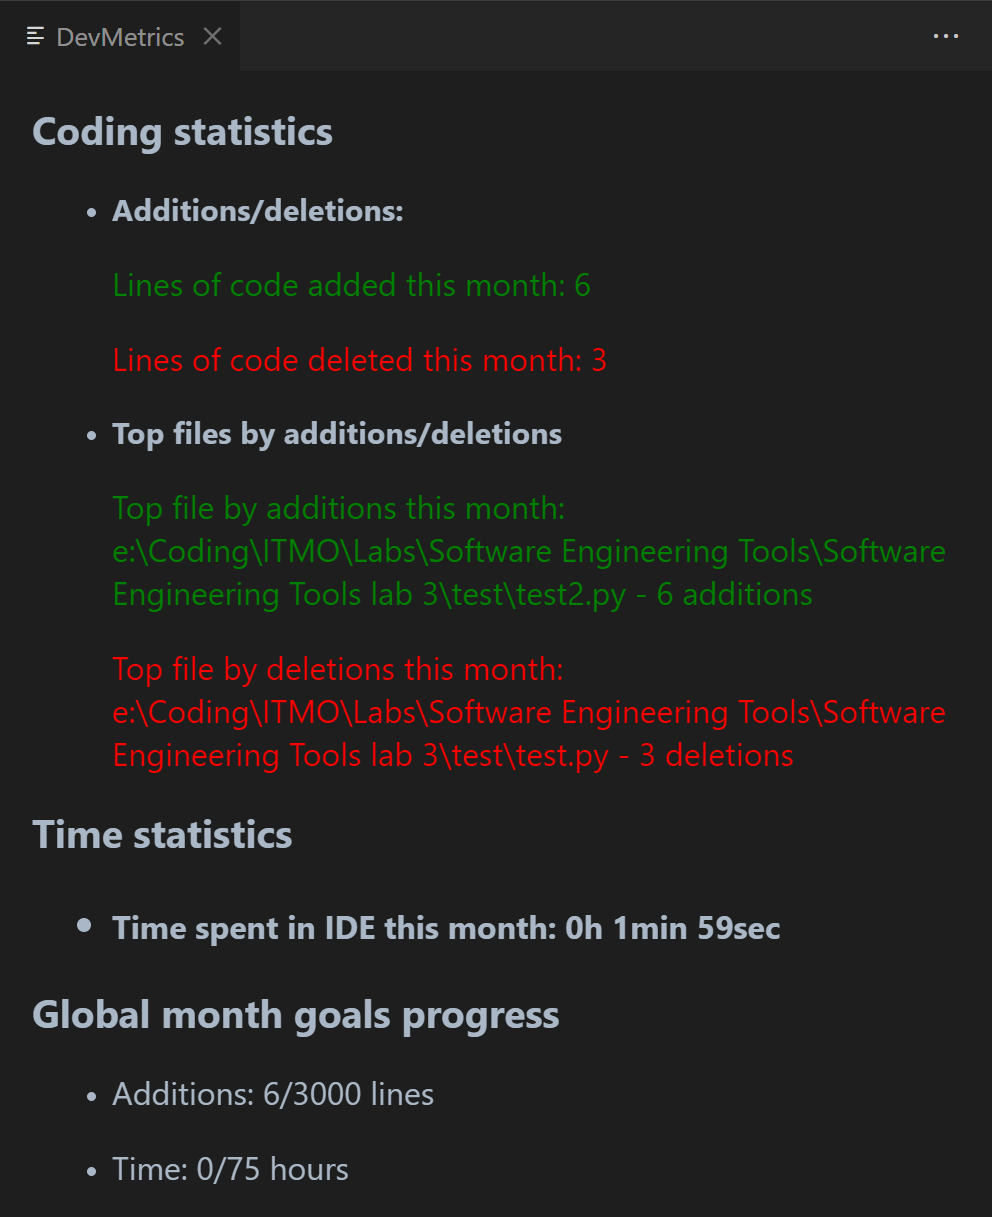 DevMetrics
Coding statistics
Additions/deletions:
Lines of code added this month: 6
Lines of code deleted this month: 3
Top files by additions/deletions
Top file by additions this month:
e:\Coding\ITMO\Labs\Software Engineering Tools\Software
Engineering Tools lab 3\test\test2.py - 6 additions
Top file by deletions this month:
e:\Coding\ITMO\Labs\Software Engineering Tools\Software
Engineering Tools lab 3\test\test.py - 3 deletions
Time statistics
Time spent in IDE this month: 0h 1min 59sec
Global month goals progress
Additions: 6/3000 lines
Time: 0/75 hours